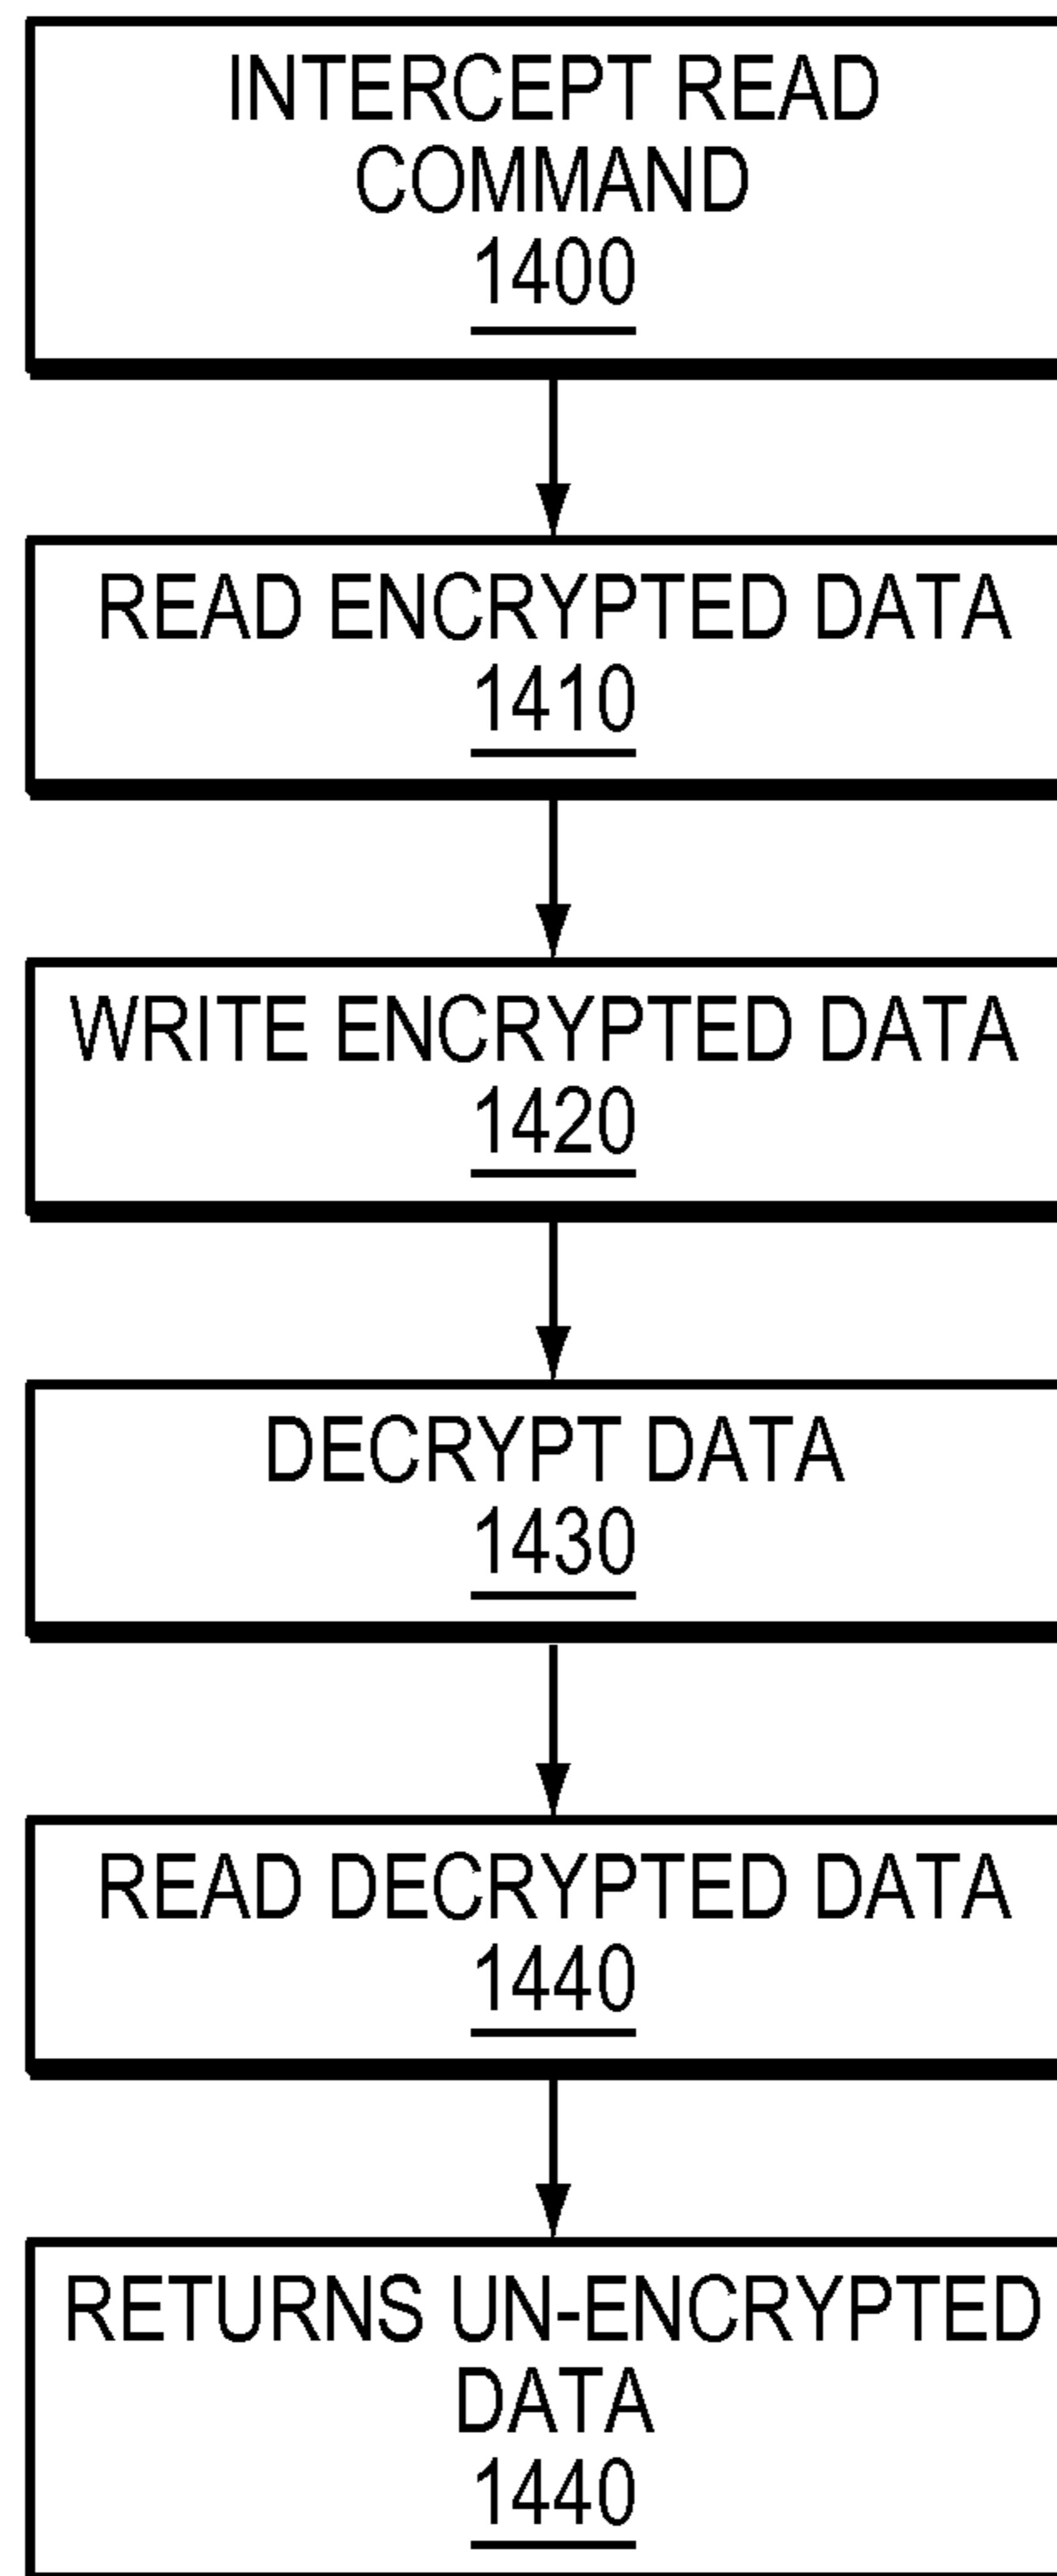 INTERCEPT READ
COMMAND
1400
READ ENCRYPTED DATA
1410
WRITE ENCRYPTED DATA
1420
DECRYPT DATA
1430
READ DECRYPTED DATA
1440
RETURNS UN-ENCRYPTED
DATA
1440